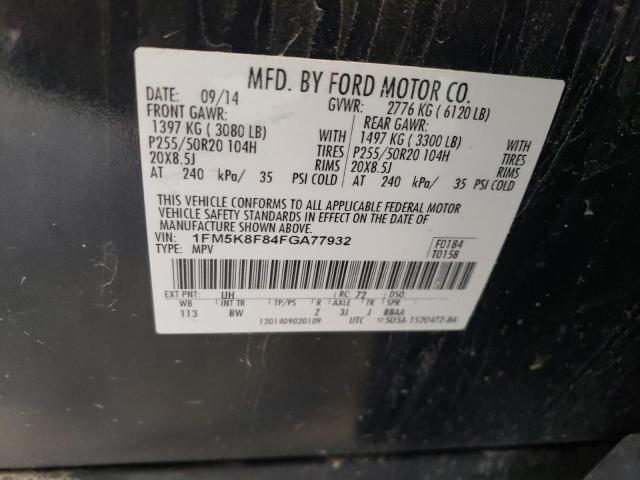 MFD. BY FORD MOTOR CO.
DATE: 09/14 GVWR: 2776 KG ( 6120 LB)
FRONT GAWR: REAR GAWR:
1397 KG ( 3080 LB) 1497 KG ( 3300 LB)
P255/50R20 104H TIRES P255/50R20 104H TIRES
20X8.5J RIMS 20X8.5J RIMS
AT 240 kPa/ 35 PSI COLD AT 240 kPa/ 35 PSI COLD
THIS VEHICLE CONFORMS TO ALL APPLICABLE FEDERAL MOTOR
VEHICLE SAFETY STANDARDS IN EFFECT ON THE DATE OF
MANUFACTURE SHOWN ABOVE.
VIN: 1FM5K8F84FGA77932 F0184
TYPE: MPV T0158
EXT PNT: UH RC: 72 DSO:
WB BRK INT TR TP/PS R AXLE TR SPR
113 BW Z 3J J BBAA
1201409020109 UTC